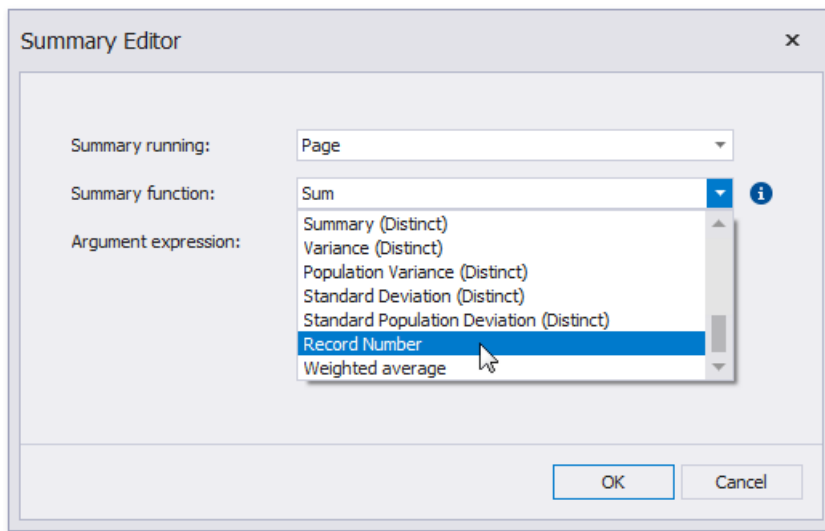 Summary Editor
Summary running: Page
Summary function: Sum
Summary (Distinct)
Argument expression:
Variance (Distinct)
Population Variance (Distinct)
Standard Deviation (Distinct)
Standard Population Deviation (Distinct)
Record Number
Weighted average
OK Cancel